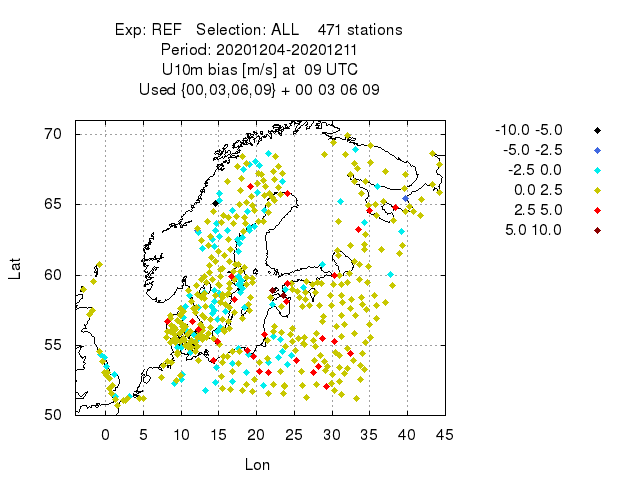 Exp: REF   Selection: ALL    471 stations
Period: 20201204-20201211
U10m bias [m/s] at  09 UTC
Used {00,03,06,09} + 00 03 06 09
-10.0 -5.0
-5.0 -2.5
-2.5 0.0
0.0 2.5
2.5 5.0
5.0 10.0
70
65
60
55
50
Lat
0 5 10 15 20 25 30 35 40 45
Lon